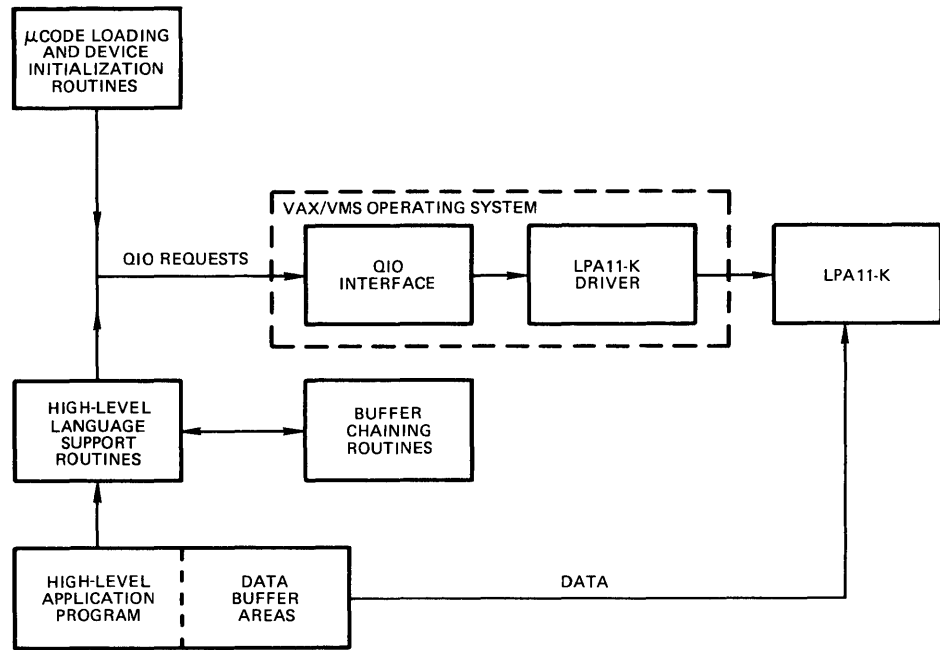 µCODE LOADING
AND DEVICE
INITIALIZATION
ROUTINES
VAX/VMS OPERATING SYSTEM
QIO REQUESTS
QIO
INTERFACE
LPA11-K
DRIVER
LPA11-K
HIGH-LEVEL
LANGUAGE
SUPPORT
ROUTINES
BUFFER
CHAINING
ROUTINES
HIGH-LEVEL
APPLICATION
PROGRAM
DATA
BUFFER
AREAS
DATA